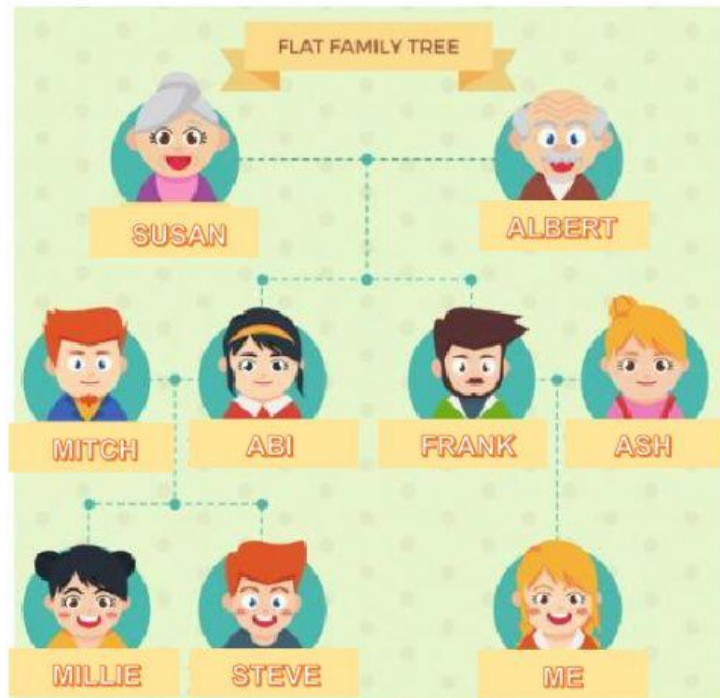 FLAT FAMILY TREE
SUSAN
ALBERT
MITCH
ABI
FRANK
ASH
MILLIE
STEVE
ME